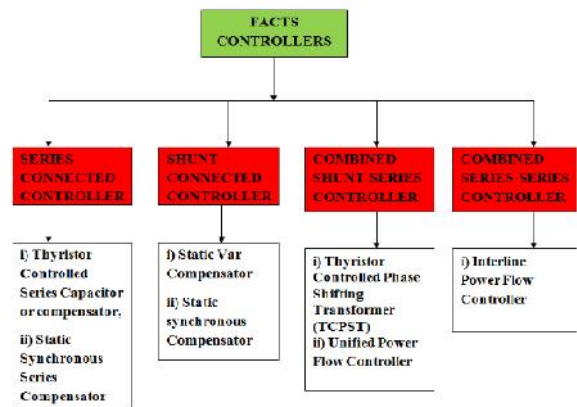 FACTS
CONTROLLERS
SERIES
CONNECTED
CONTROLLER
SHUNT
CONNECTED
CONTROLLER
COMBINED
SHUNT-SERIES
CONTROLLER
COMBINED
SERIES-SERIES
CONTROLLER
i) Thyristor
Controlled
Series Capacitor
or compensator,
ii) Static
Synchronous
Series
Compensator
i) Static Var
Compensator
ii) Static
synchronous
Compensator
i) Thyristor
Controlled Phase
Shifting
Transformer
(TCPST)
ii) Unified Power
Flow Controller
i) Interline
Power Flow
Controller